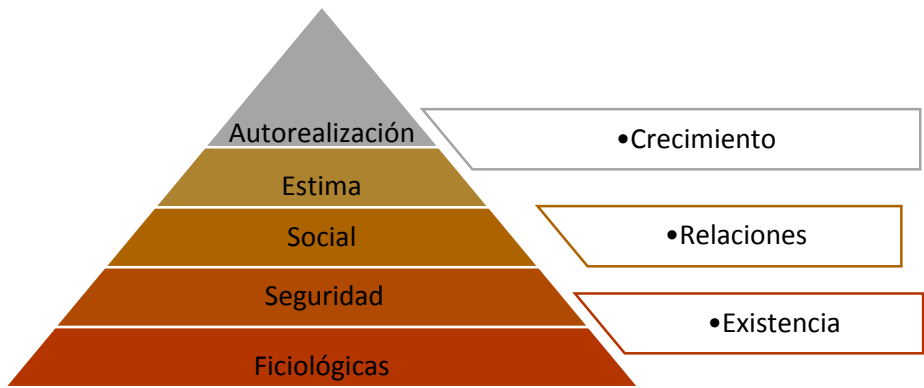 Autorealización
•Crecimiento
Estima
Social
•Relaciones
Seguridad
•Existencia
Ficiológicas